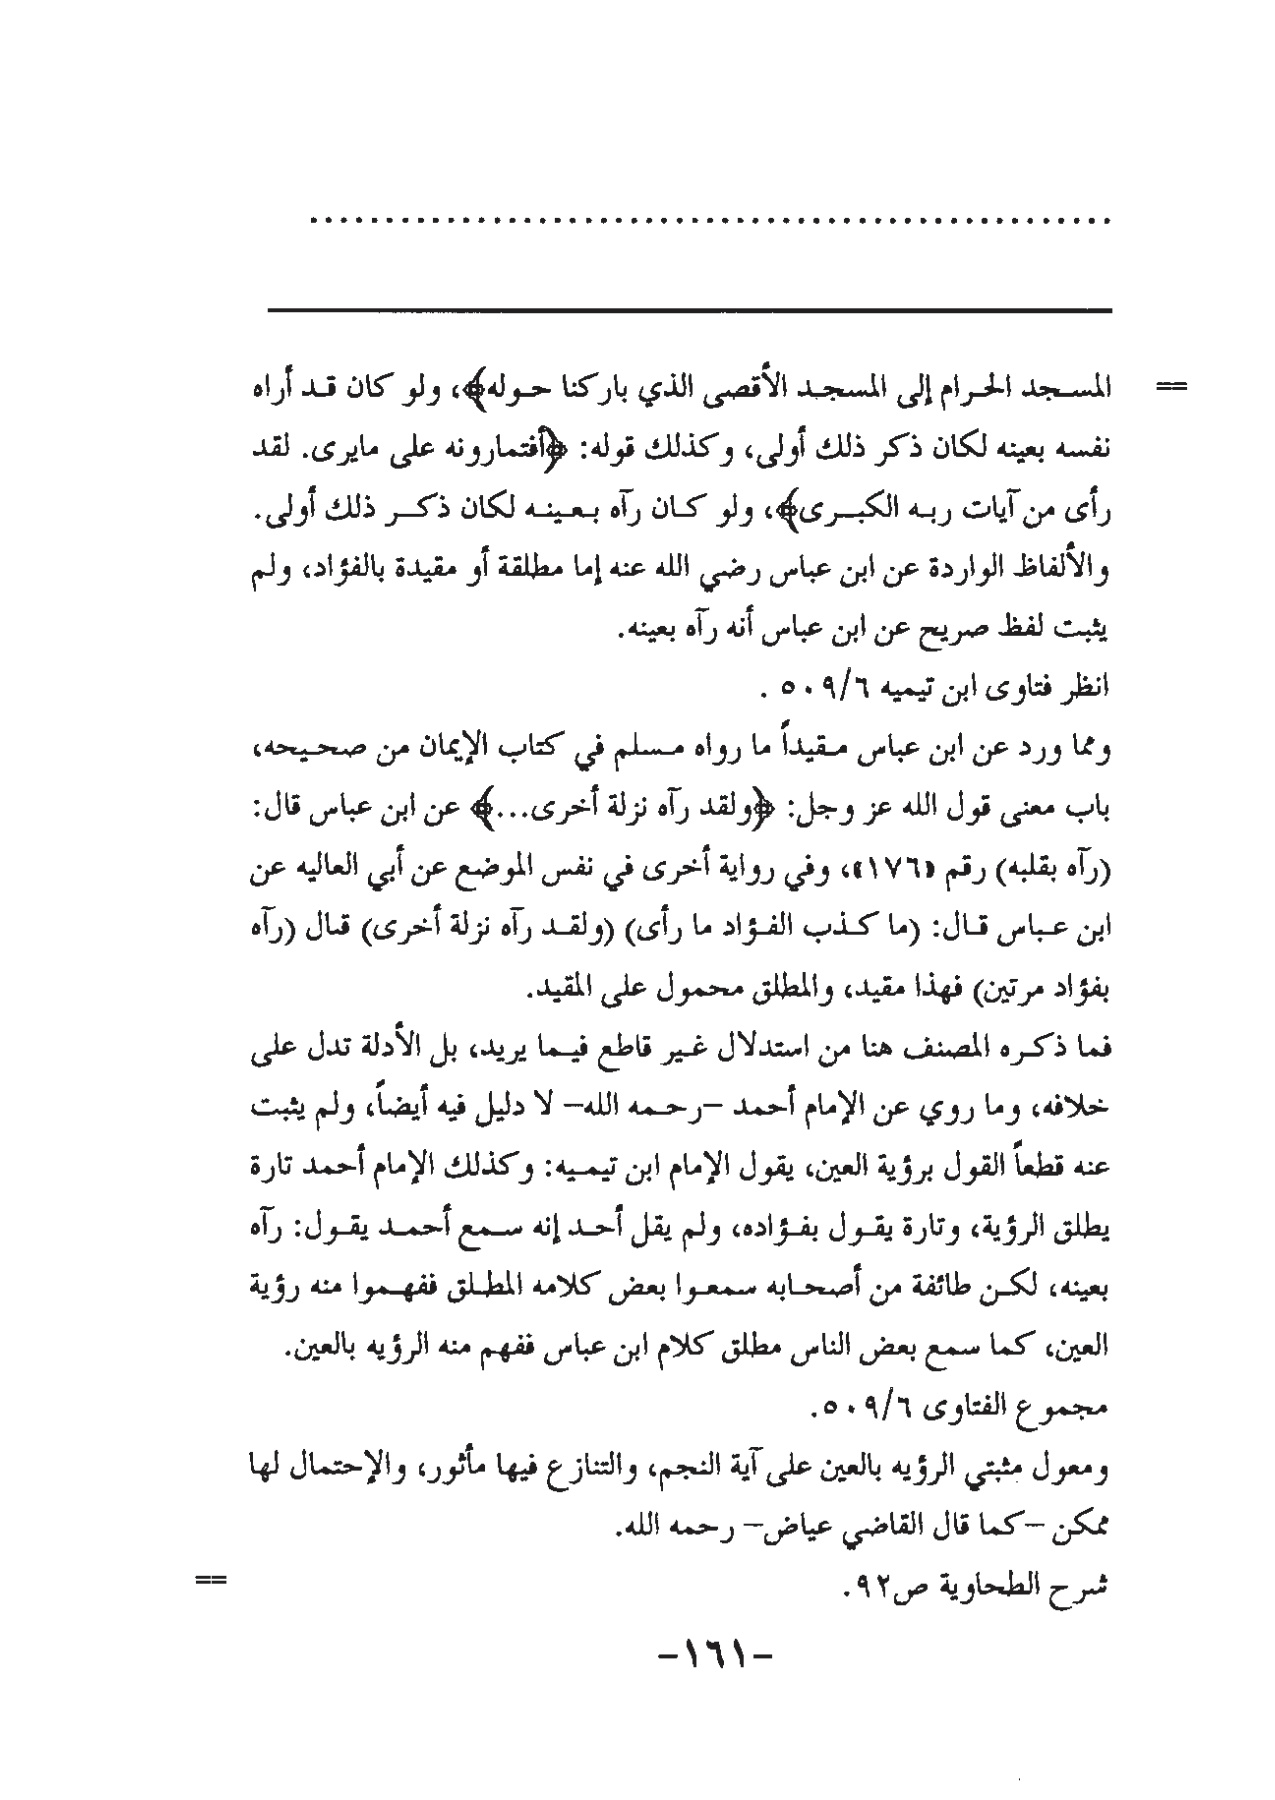 ..................................................
== المسجد الحرام إلى المسجد الأقصى الذي باركنا حوله﴾، ولو كان قد أراه
نفسه بعينه لكان ذكر ذلك أولى، وكذلك قوله: ﴿أفتمارونه على مايرى. لقد
رأى من آيات ربه الكبرى﴾، ولو كان رآه بعينه لكان ذكر ذلك أولى.
والألفاظ الواردة عن ابن عباس رضي الله عنه إما مطلقة أو مقيدة بالفؤاد، ولم
يثبت لفظ صريح عن ابن عباس أنه رآه بعينه.
انظر فتاوى ابن تيميه ٥٠٩/٦ .
ومما ورد عن ابن عباس مقيداً ما رواه مسلم في كتاب الإيمان من صحيحه،
باب معنى قول الله عز وجل: ﴿ولقد رآه نزلة أخرى...﴾ عن ابن عباس قال:
(رآه بقلبه) رقم «١٧٦»، وفي رواية أخرى في نفس الموضع عن أبي العاليه عن
ابن عباس قال: (ما كذب الفؤاد ما رأى) (ولقد رآه نزلة أخرى) قال (رآه
بفؤاد مرتين) فهذا مقيد، والمطلق محمول على المقيد.
فما ذكره المصنف هنا من استدلال غير قاطع فيما يريد، بل الأدلة تدل على
خلافه، وما روي عن الإمام أحمد -رحمه الله- لا دليل فيه أيضاً، ولم يثبت
عنه قطعاً القول برؤية العين، يقول الإمام ابن تيميه: وكذلك الإمام أحمد تارة
يطلق الرؤية، وتارة يقول بفؤاده، ولم يقل أحد إنه سمع أحمد يقول: رآه
بعينه، لكن طائفة من أصحابه سمعوا بعض كلامه المطلق ففهموا منه رؤية
العين، كما سمع بعض الناس مطلق كلام ابن عباس ففهم منه الرؤيه بالعين.
مجموع الفتاوى ٥٠٩/٦.
ومعول مثبتي الرؤيه بالعين على آية النجم، والتنازع فيها مأثور، والإحتمال لها
ممكن -كما قال القاضي عياض- رحمه الله.
شرح الطحاوية ص٩٢. ==
-١٦١-